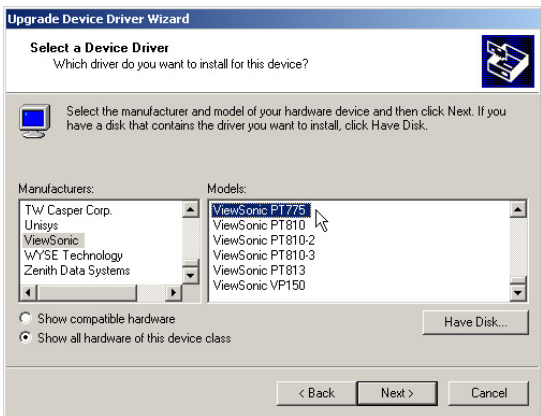 Upgrade Device Driver Wizard
Select a Device Driver
Which driver do you want to install for this device?
Select the manufacturer and model of your hardware device and then click Next. If you
have a disk that contains the driver you want to install, click Have Disk.
Manufacturers:
TW Casper Corp.
Unisys
ViewSonic
WYSE Technology
Zenith Data Systems
Models:
ViewSonic PT775
ViewSonic PT810
ViewSonic PT810-2
ViewSonic PT810-3
ViewSonic PT813
ViewSonic VP150
Show compatible hardware
Show all hardware of this device class
Have Disk...
< Back
Next >
Cancel